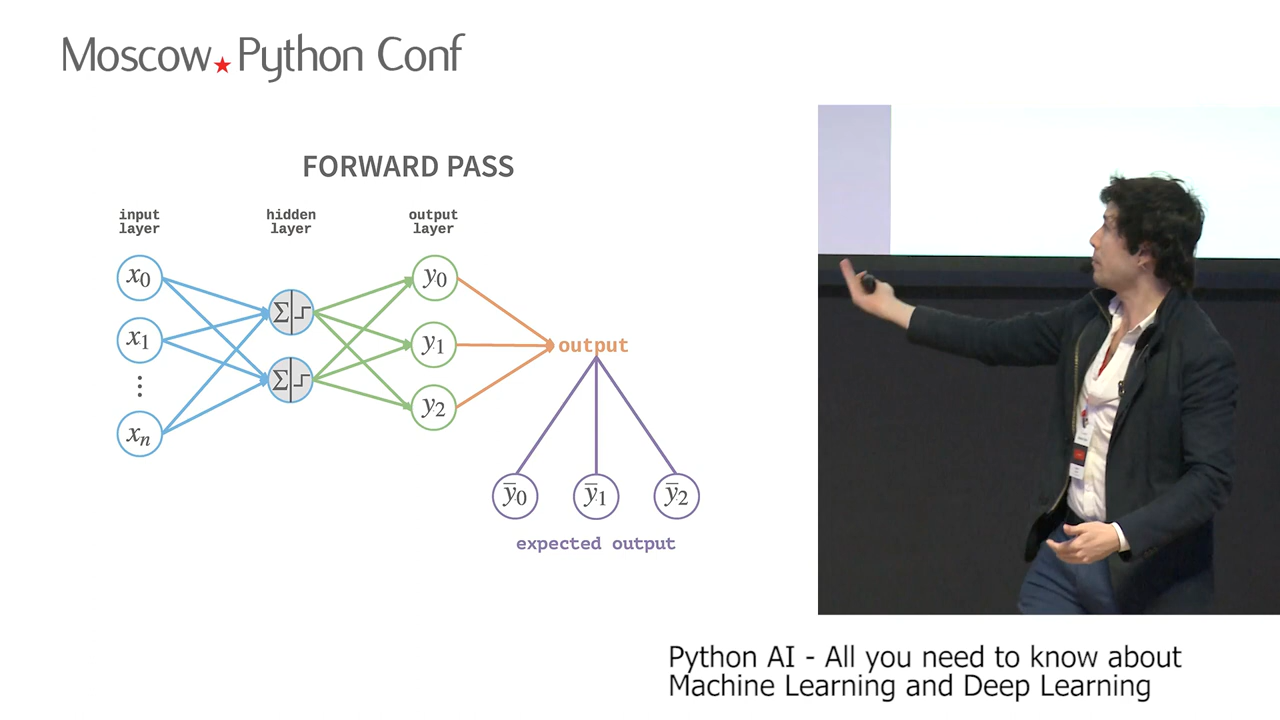 Moscow★Python Conf
FORWARD PASS
input
layer
hidden
layer
output
layer
x0
x1
xn
Σ
Σ
y0
y1
y2
output
ȳ0
ȳ1
ȳ2
expected output
Python AI - All you need to know about
Machine Learning and Deep Learning